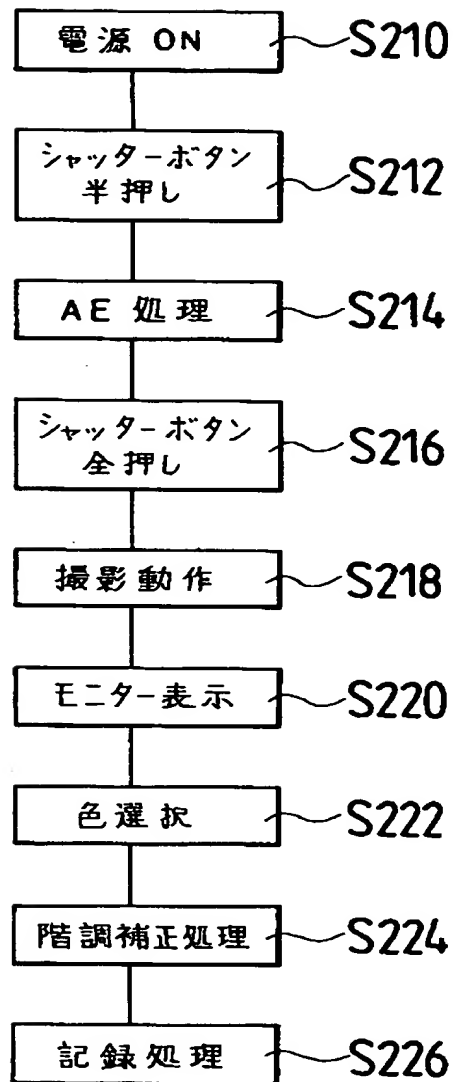 電源 ON S210
シャッターボタン
半押し S212
AE 処理 S214
シャッターボタン
全押し S216
撮影動作 S218
モニター表示 S220
色選択 S222
階調補正処理 S224
記録処理 S226